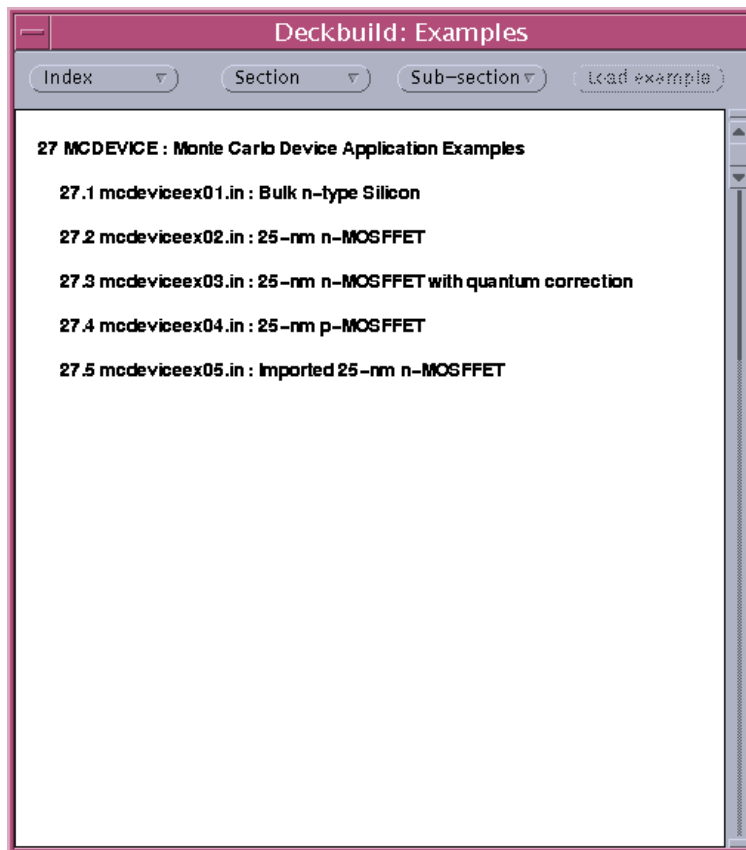 Deckbuild: Examples
Index Section Sub-section Load example
27 MCDEVICE : Monte Carlo Device Application Examples
27.1 mcdeviceex01.in : Bulk n-type Silicon
27.2 mcdeviceex02.in : 25-nm n-MOSFFET
27.3 mcdeviceex03.in : 25-nm n-MOSFFET with quantum correction
27.4 mcdeviceex04.in : 25-nm p-MOSFFET
27.5 mcdeviceex05.in : Imported 25-nm n-MOSFFET